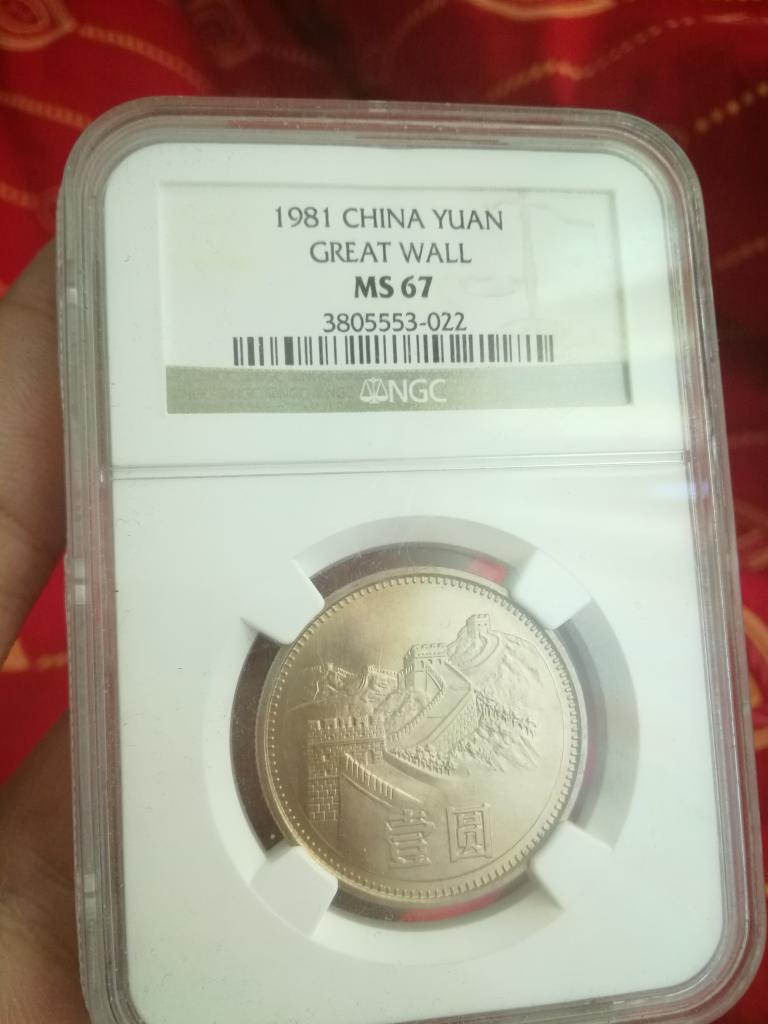 1981 CHINA YUAN
GREAT WALL
MS 67
3805553-022
NGC
壹圆